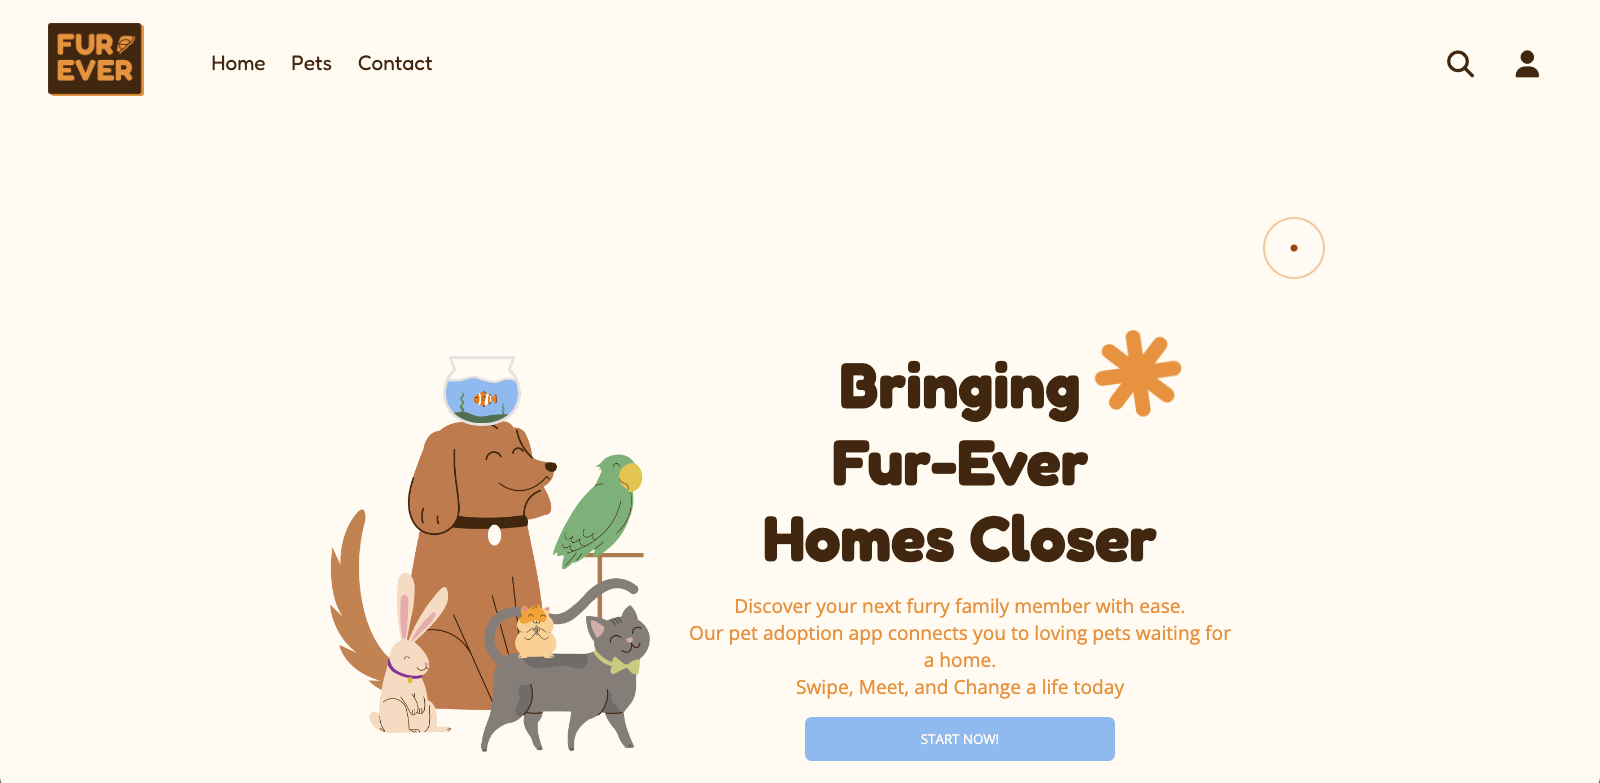 FUR
EVER
Home Pets Contact
Bringing
Fur-Ever
Homes Closer
Discover your next furry family member with ease.
Our pet adoption app connects you to loving pets waiting for
a home.
Swipe, Meet, and Change a life today
START NOW!